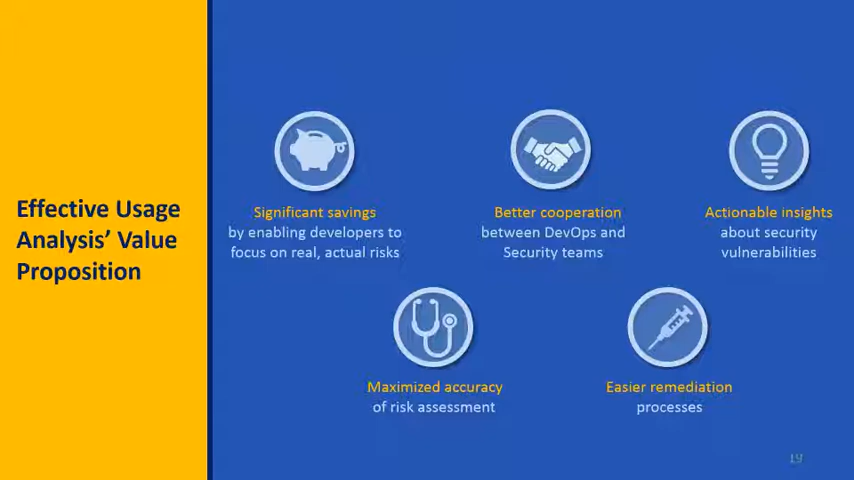 Effective Usage
Analysis’ Value
Proposition
Significant savings
by enabling developers to
focus on real, actual risks
Better cooperation
between DevOps and
Security teams
Actionable insights
about security
vulnerabilities
Maximized accuracy
of risk assessment
Easier remediation
processes
19